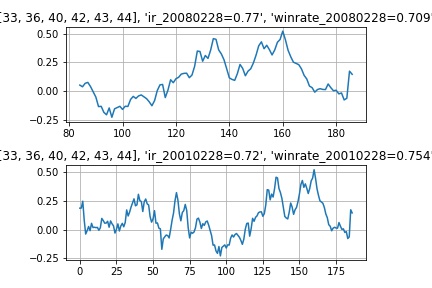 [33, 36, 40, 42, 43, 44], 'ir_20080228=0.77', 'winrate_20080228=0.709'
0.50
0.25
0.00
−0.25
80 100 120 140 160 180
[33, 36, 40, 42, 43, 44], 'ir_20010228=0.72', 'winrate_20010228=0.754'
0.50
0.25
0.00
−0.25
0 25 50 75 100 125 150 175